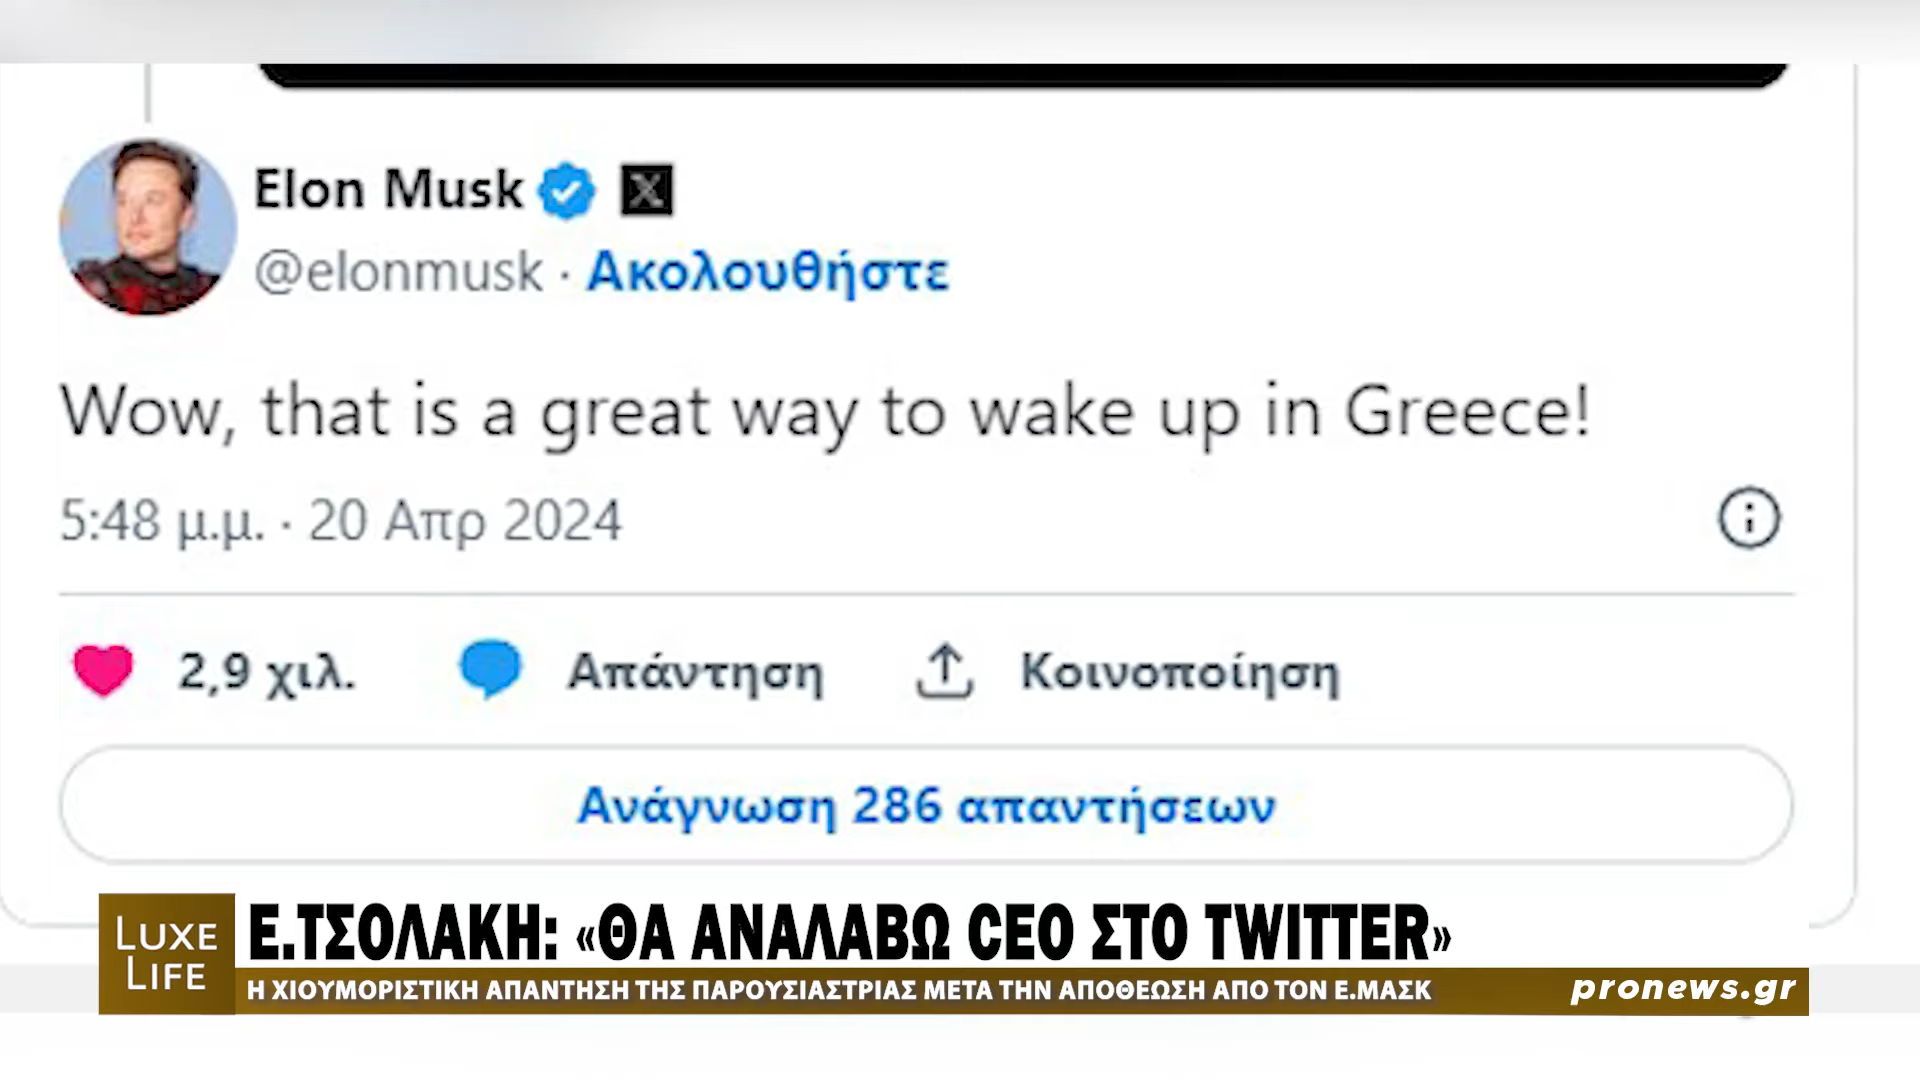 Elon Musk
@elonmusk · Ακολουθήστε
Wow, that is a great way to wake up in Greece!
5:48 μ.μ. · 20 Απρ 2024
2,9 χιλ. Απάντηση Κοινοποίηση
Ανάγνωση 286 απαντήσεων
LUXE
LIFE
Ε.ΤΣΟΛΑΚΗ: «ΘΑ ΑΝΑΛΑΒΩ CEO ΣΤΟ TWITTER»
Η ΧΙΟΥΜΟΡΙΣΤΙΚΗ ΑΠΑΝΤΗΣΗ ΤΗΣ ΠΑΡΟΥΣΙΑΣΤΡΙΑΣ ΜΕΤΑ ΤΗΝ ΑΠΟΘΕΩΣΗ ΑΠΟ ΤΟΝ Ε.ΜΑΣΚ
pronews.gr